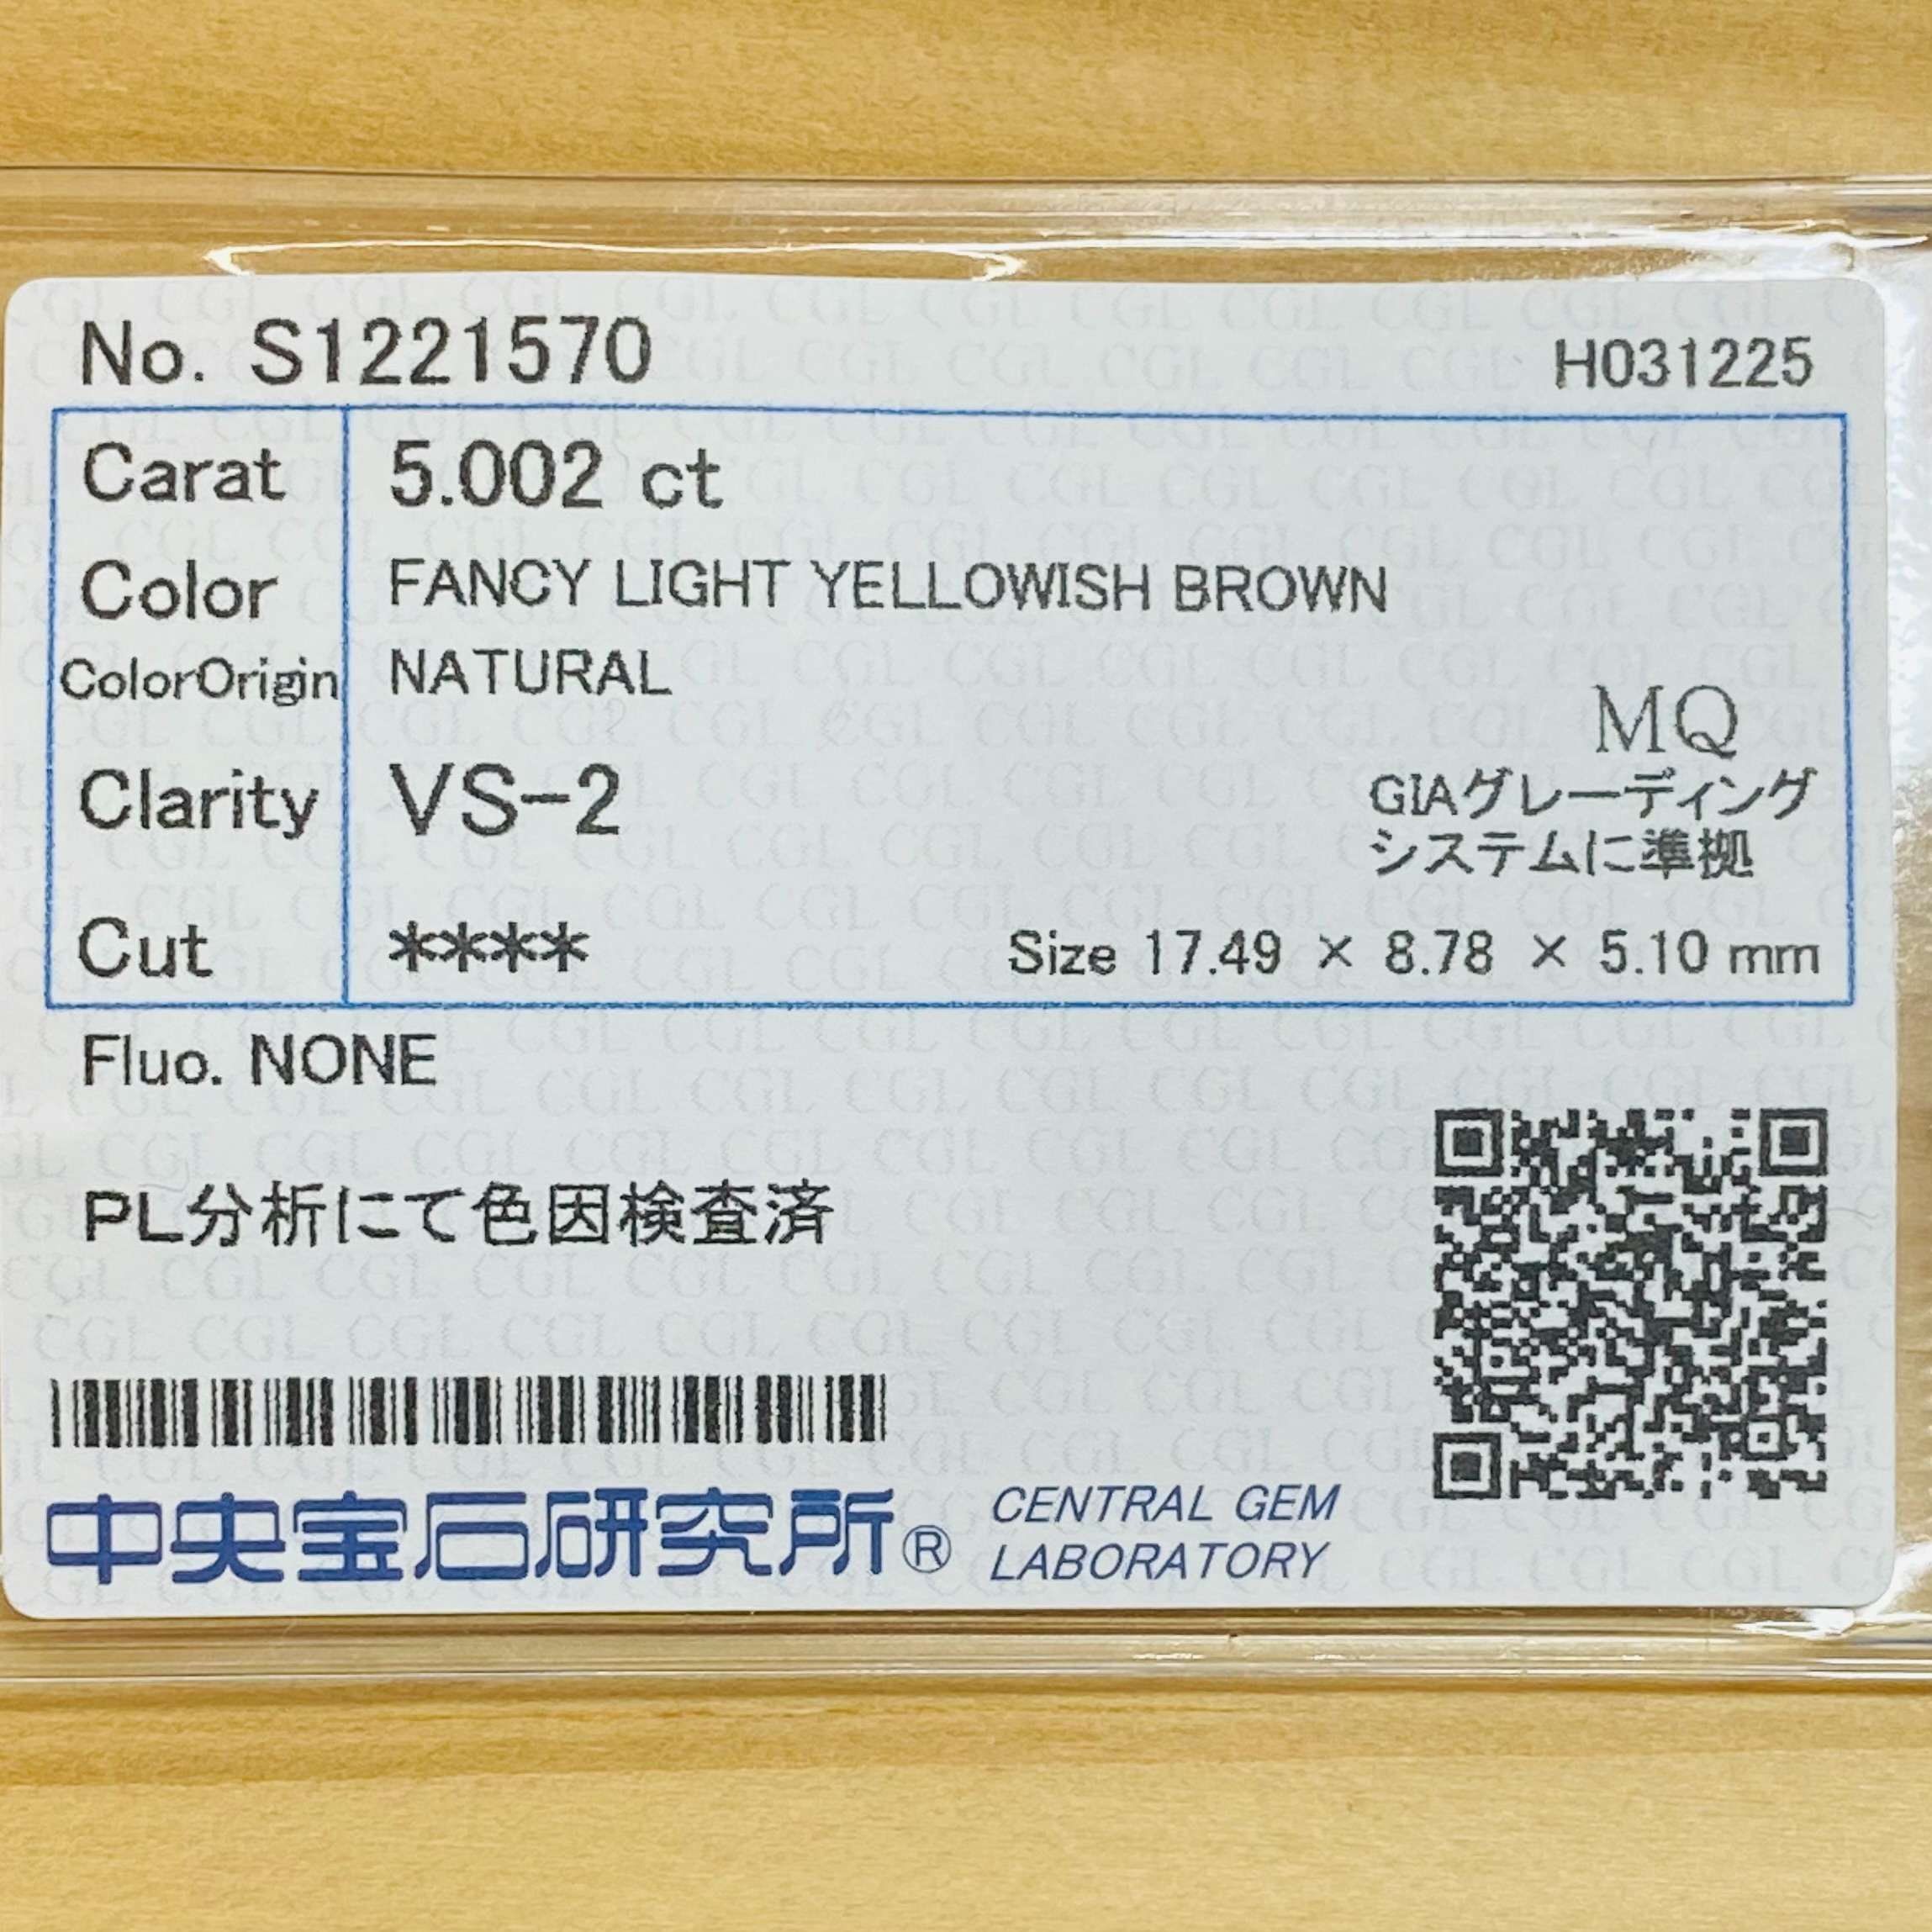 No. S1221570 H031225
Carat 5.002 ct
Color FANCY LIGHT YELLOWISH BROWN
ColorOrigin NATURAL
MQ
Clarity VS-2
GIAグレーディング
システムに準拠
Cut **** Size 17.49 × 8.78 × 5.10 mm
Fluo. NONE
PL分析にて色因検査済
中央宝石研究所® CENTRAL GEM
LABORATORY